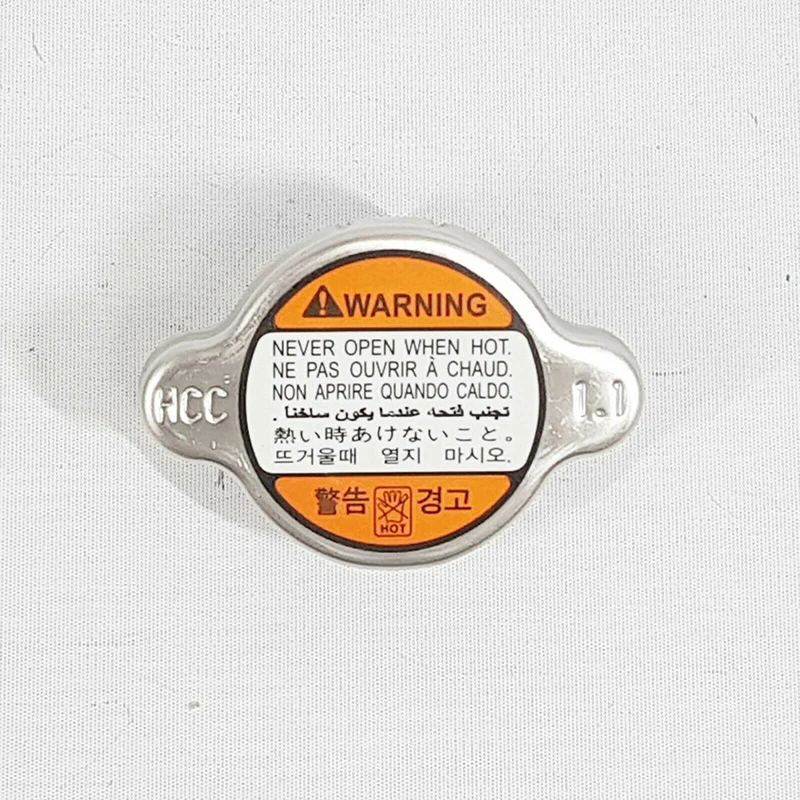 WARNING
NEVER OPEN WHEN HOT.
NE PAS OUVRIR À CHAUD.
NON APRIRE QUANDO CALDO.
تجنب فتحه عندما يكون ساخناً .
熱い時あけないこと。
뜨거울때 열지 마시오.
HCC 1.1
警告 HOT 경고